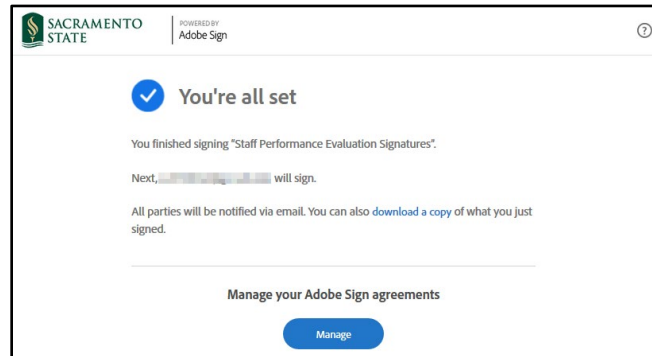 SACRAMENTO
STATE
POWERED BY
Adobe Sign
?
You're all set
You finished signing "Staff Performance Evaluation Signatures".
Next, will sign.
All parties will be notified via email. You can also download a copy of what you just
signed.
Manage your Adobe Sign agreements
Manage